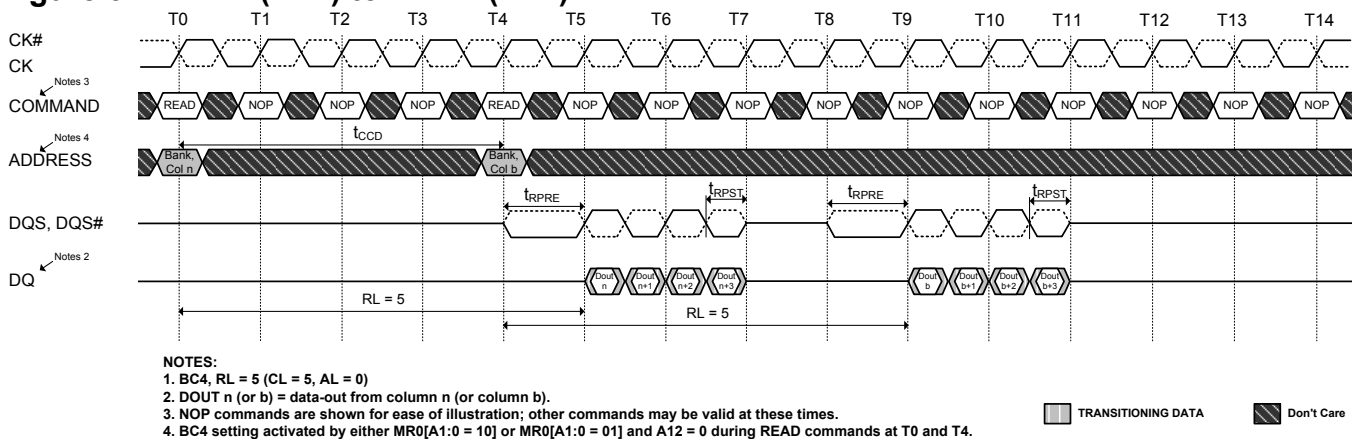 T0 T1 T2 T3 T4 T5 T6 T7 T8 T9 T10 T11 T12 T13 T14
CK#
CK
Notes 3
COMMAND READ NOP NOP NOP READ NOP NOP NOP NOP NOP NOP NOP NOP NOP NOP
tCCD
Notes 4
ADDRESS
Bank, Col n
Bank, Col b
tRPRE tRPST tRPRE tRPST
DQS, DQS#
Notes 2
DQ
Dout n
Dout n+1
Dout n+2
Dout n+3
Dout b
Dout b+1
Dout b+2
Dout b+3
RL = 5
RL = 5
NOTES:
1. BC4, RL = 5 (CL = 5, AL = 0)
2. DOUT n (or b) = data-out from column n (or column b).
3. NOP commands are shown for ease of illustration; other commands may be valid at these times.
4. BC4 setting activated by either MR0[A1:0 = 10] or MR0[A1:0 = 01] and A12 = 0 during READ commands at T0 and T4.
TRANSITIONING DATA
Don't Care